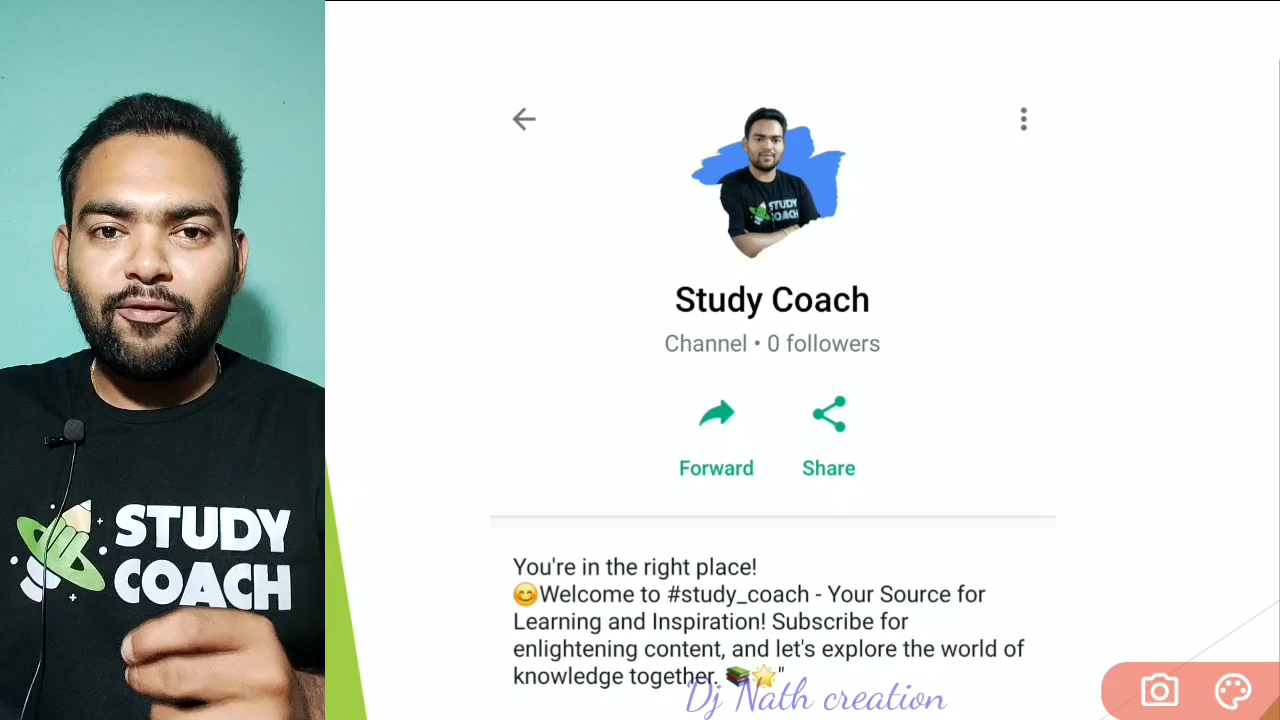 STUDY
COACH
STUDY
COACH
Study Coach
Channel • 0 followers
Forward
Share
You're in the right place!
😊Welcome to #study_coach - Your Source for
Learning and Inspiration! Subscribe for
enlightening content, and let's explore the world of
knowledge together. 📚🌟"
Dj Nath creation